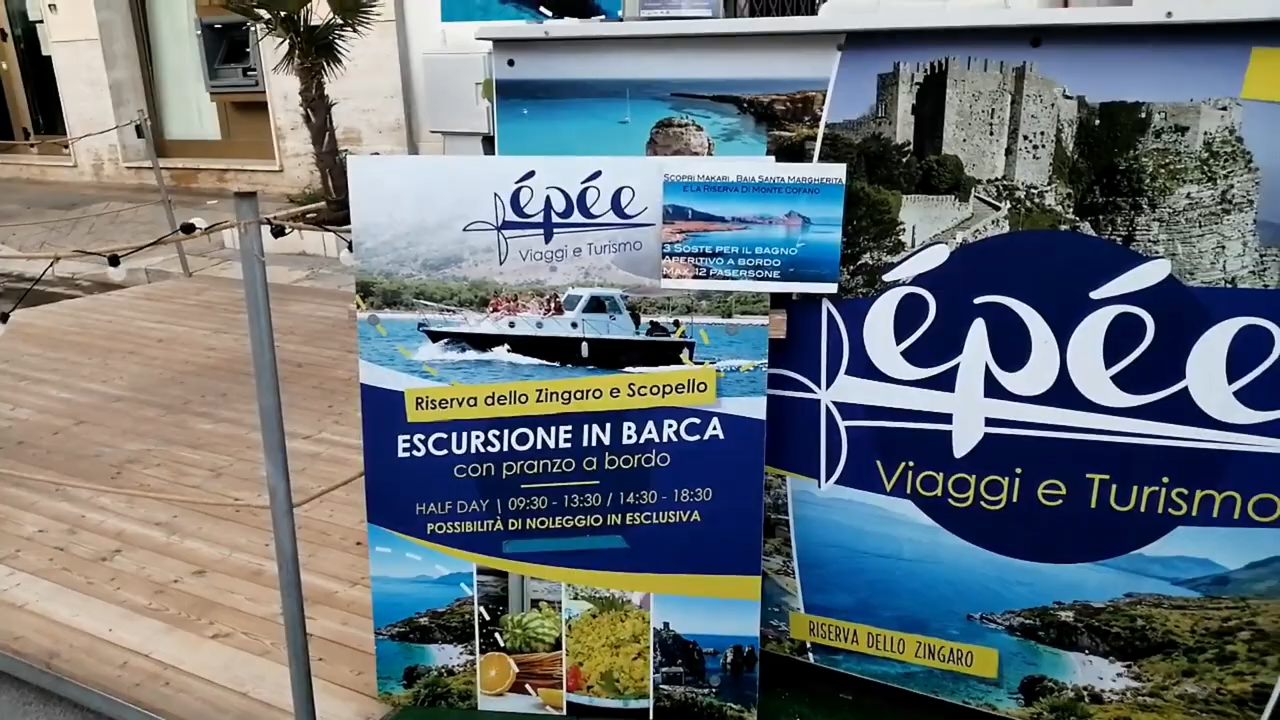 épée
Viaggi e Turismo
SCOPRI MAKARI , BAIA SANTA MARGHERITA
E LA RISERVA DI MONTE COFANO
3 SOSTE PER IL BAGNO
APERITIVO A BORDO
MAX. 12 PASERSONE
Riserva dello Zingaro e Scopello
ESCURSIONE IN BARCA
con pranzo a bordo
HALF DAY | 09:30 - 13:30 / 14:30 - 18:30
POSSIBILITÀ DI NOLEGGIO IN ESCLUSIVA
épée
Viaggi e Turismo
RISERVA DELLO ZINGARO